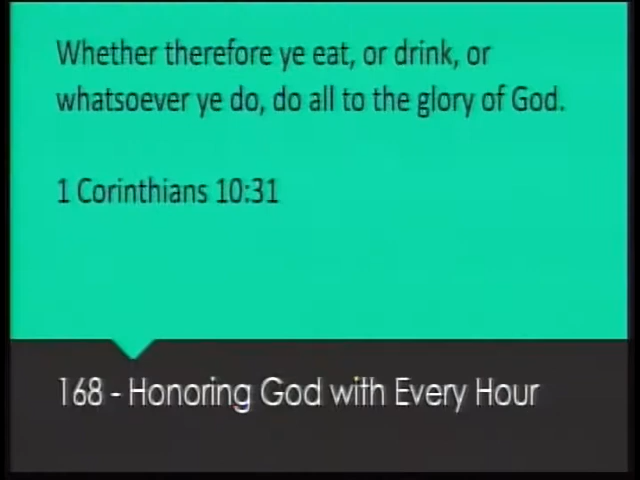 Whether therefore ye eat, or drink, or
whatsoever ye do, do all to the glory of God.
1 Corinthians 10:31
168 - Honoring God with Every Hour